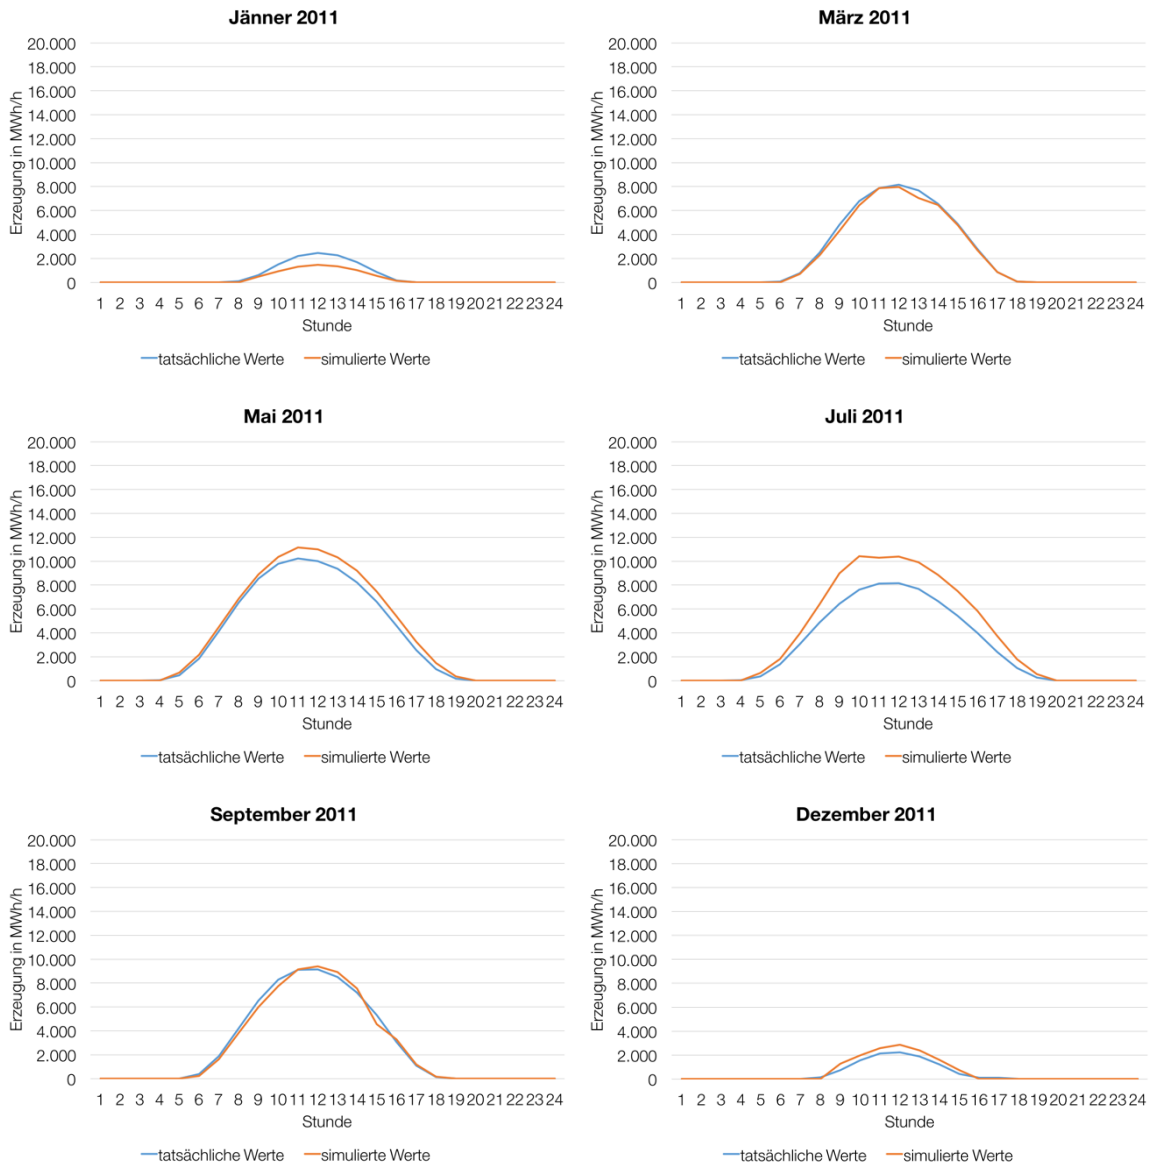 Jänner 2011
Erzeugung in MWh/h
20.000
18.000
16.000
14.000
12.000
10.000
8.000
6.000
4.000
2.000
0
1 2 3 4 5 6 7 8 9 10 11 12 13 14 15 16 17 18 19 20 21 22 23 24
Stunde
tatsächliche Werte simulierte Werte
März 2011
Erzeugung in MWh/h
20.000
18.000
16.000
14.000
12.000
10.000
8.000
6.000
4.000
2.000
0
1 2 3 4 5 6 7 8 9 10 11 12 13 14 15 16 17 18 19 20 21 22 23 24
Stunde
tatsächliche Werte simulierte Werte
Mai 2011
Erzeugung in MWh/h
20.000
18.000
16.000
14.000
12.000
10.000
8.000
6.000
4.000
2.000
0
1 2 3 4 5 6 7 8 9 10 11 12 13 14 15 16 17 18 19 20 21 22 23 24
Stunde
tatsächliche Werte simulierte Werte
Juli 2011
Erzeugung in MWh/h
20.000
18.000
16.000
14.000
12.000
10.000
8.000
6.000
4.000
2.000
0
1 2 3 4 5 6 7 8 9 10 11 12 13 14 15 16 17 18 19 20 21 22 23 24
Stunde
tatsächliche Werte simulierte Werte
September 2011
Erzeugung in MWh/h
20.000
18.000
16.000
14.000
12.000
10.000
8.000
6.000
4.000
2.000
0
1 2 3 4 5 6 7 8 9 10 11 12 13 14 15 16 17 18 19 20 21 22 23 24
Stunde
tatsächliche Werte simulierte Werte
Dezember 2011
Erzeugung in MWh/h
20.000
18.000
16.000
14.000
12.000
10.000
8.000
6.000
4.000
2.000
0
1 2 3 4 5 6 7 8 9 10 11 12 13 14 15 16 17 18 19 20 21 22 23 24
Stunde
tatsächliche Werte simulierte Werte